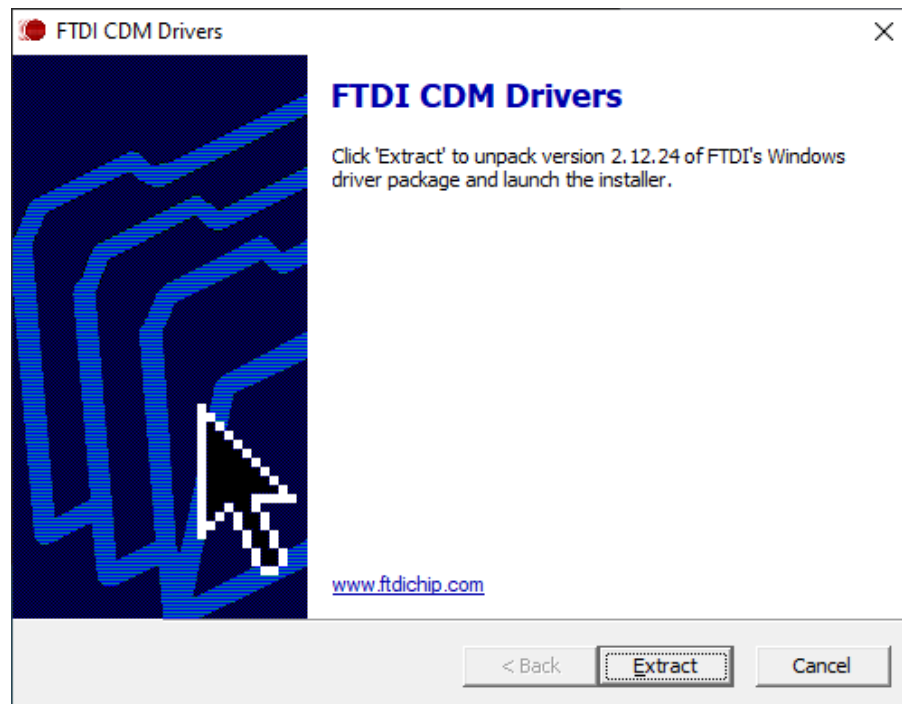 FTDI CDM Drivers
FTDI CDM Drivers
Click 'Extract' to unpack version 2.12.24 of FTDI's Windows
driver package and launch the installer.
www.ftdichip.com
< Back
Extract
Cancel